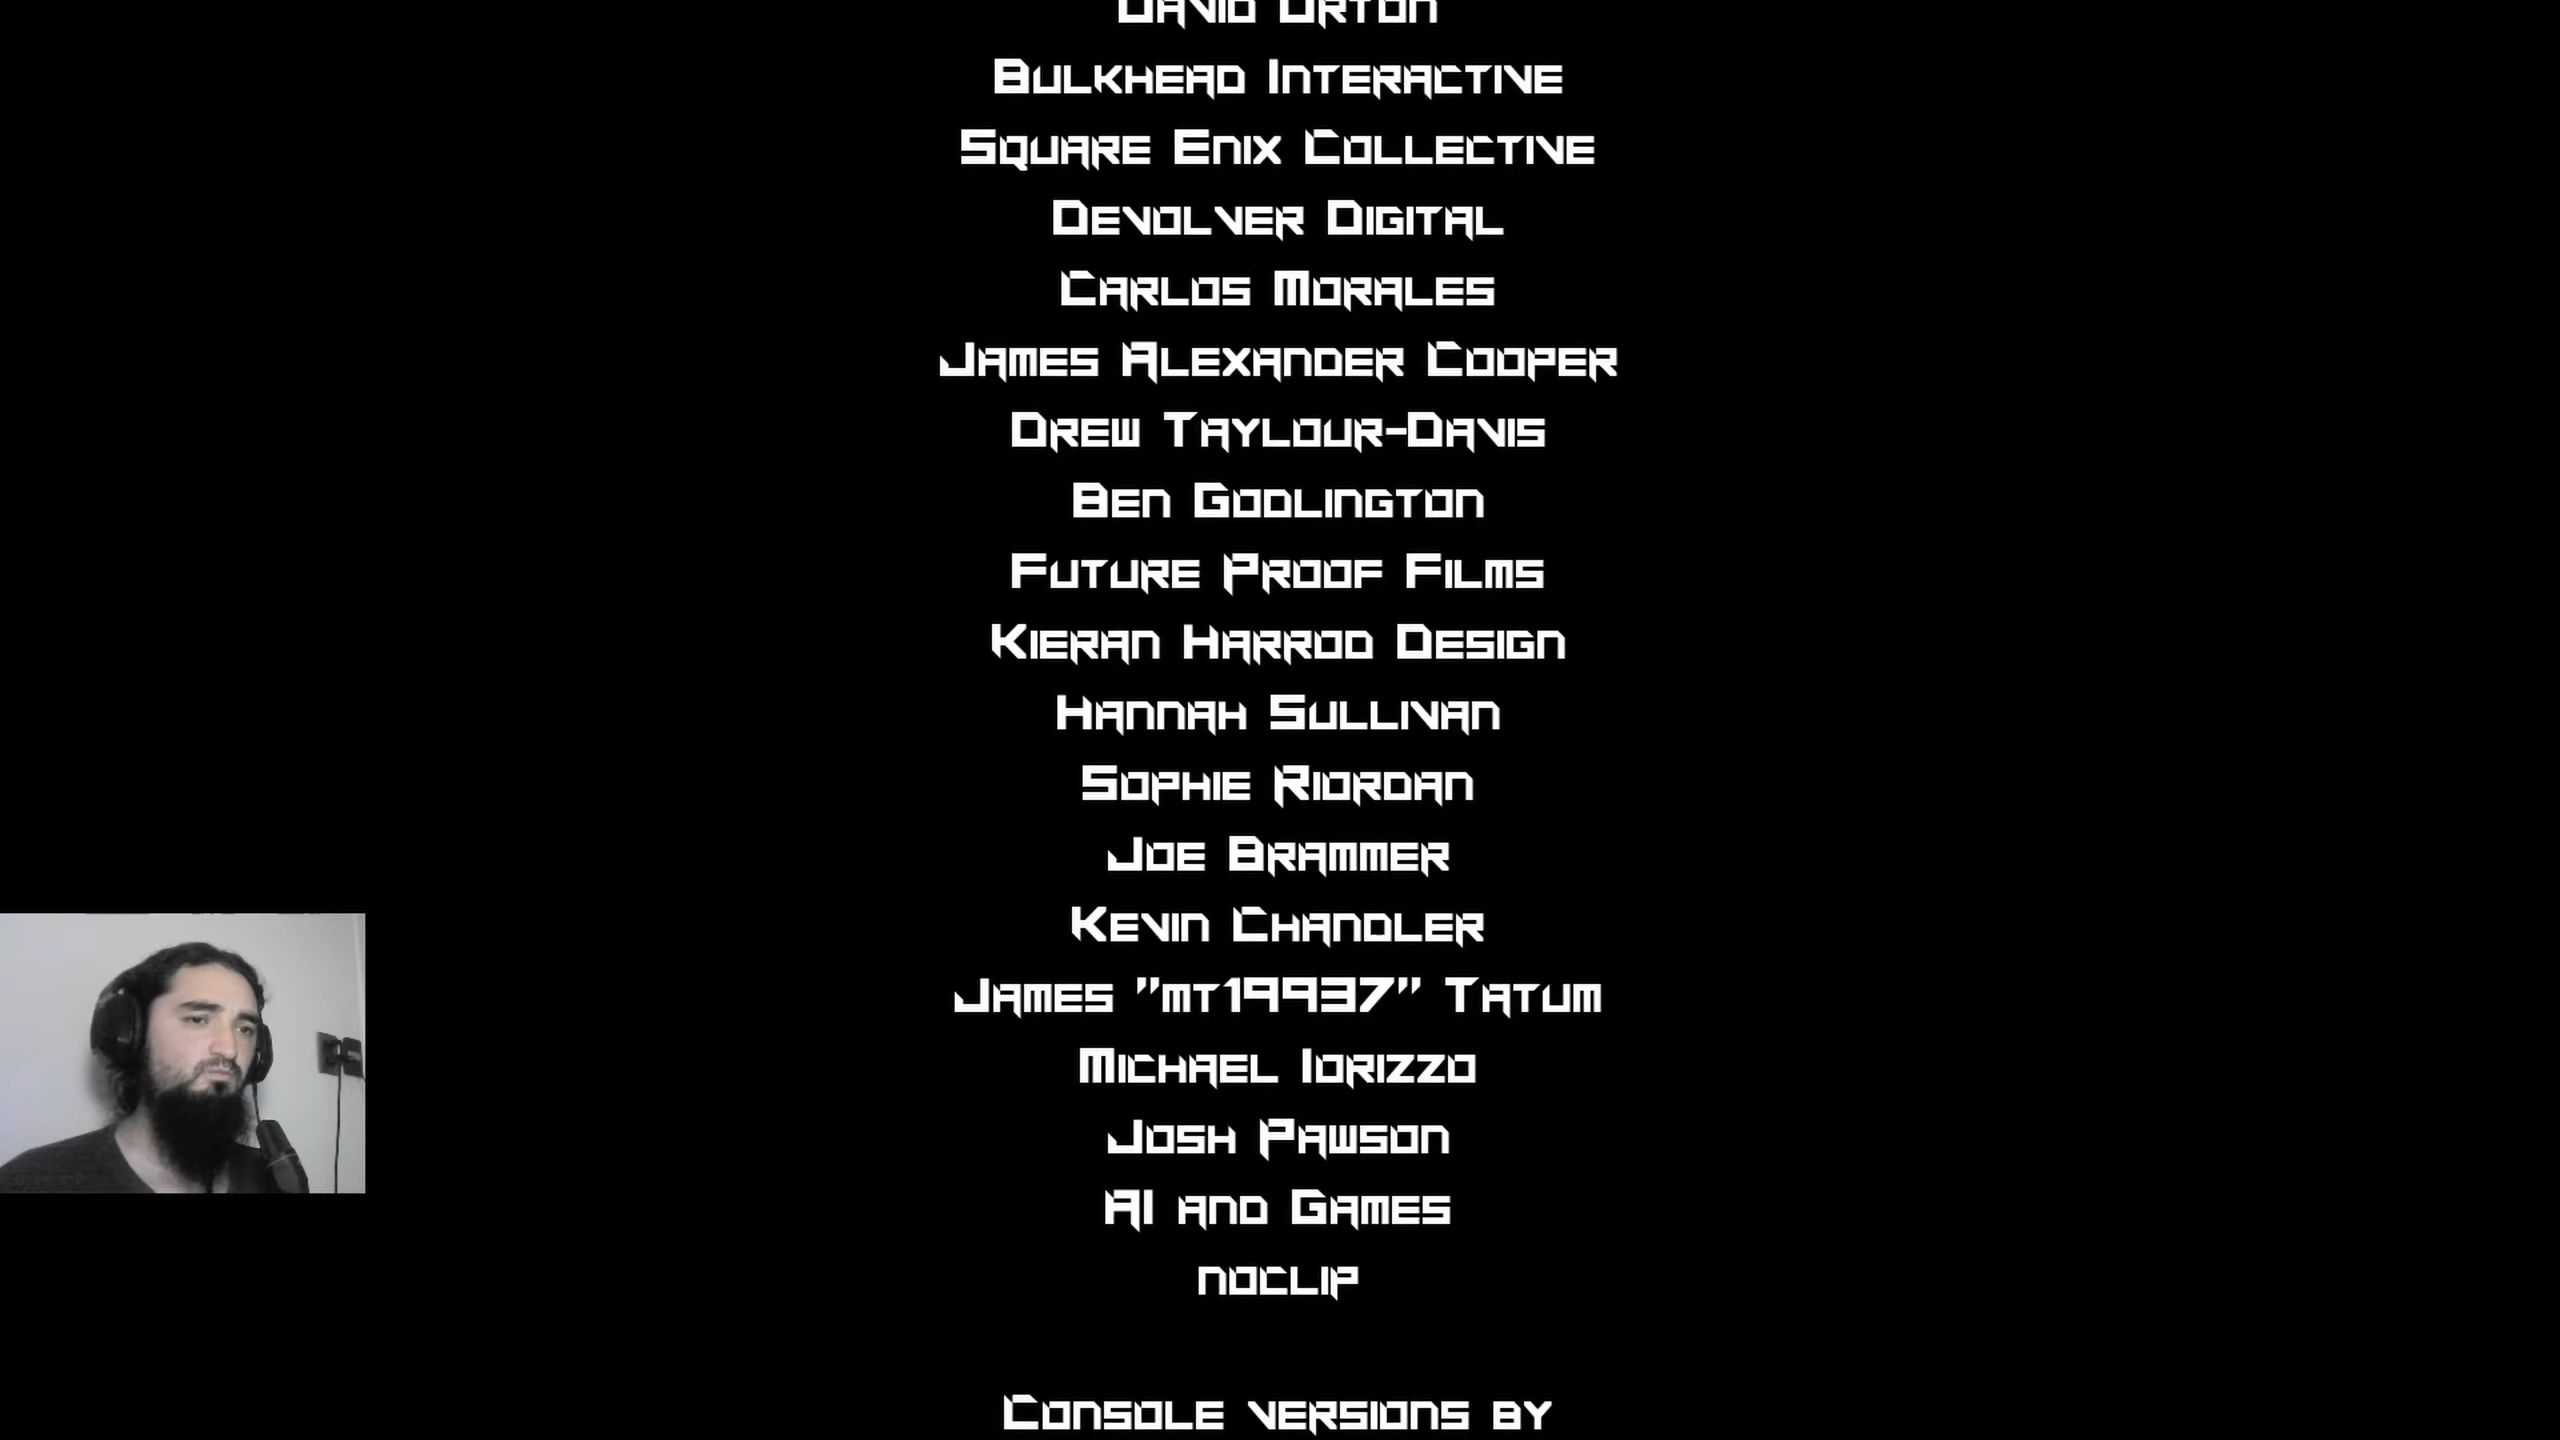 David Orton
Bulkhead Interactive
Square Enix Collective
Devolver Digital
Carlos Morales
James Alexander Cooper
Drew Taylour-Davis
Ben Godlington
Future Proof Films
Kieran Harrod Design
Hannah Sullivan
Sophie Riordan
Joe Brammer
Kevin Chandler
James "mt19937" Tatum
Michael Iorizzo
Josh Pawson
AI and Games
noclip
Console versions by